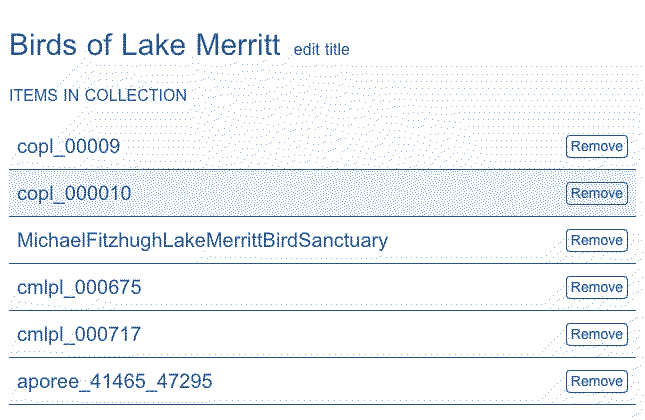 Birds of Lake Merritt edit title
ITEMS IN COLLECTION
copl_00009 Remove
copl_000010 Remove
MichaelFitzhughLakeMerrittBirdSanctuary Remove
cmlpl_000675 Remove
cmlpl_000717 Remove
aporee_41465_47295 Remove